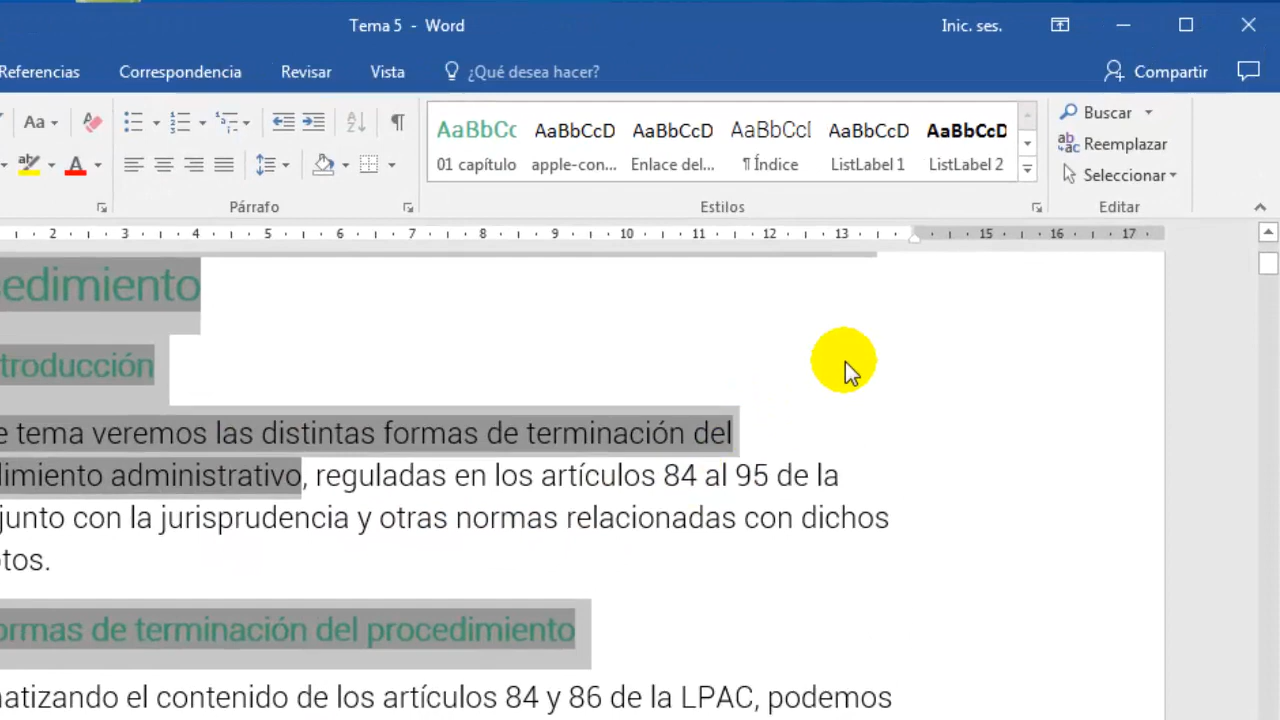 Tema 5 - Word
Inic. ses.
Referencias
Correspondencia
Revisar
Vista
¿Qué desea hacer?
Compartir
Aa
A
AaBbCc
AaBbCcD
AaBbCcD
AaBbCcI
AaBbCcD
AaBbCcD
01 capítulo
apple-con...
Enlace del...
¶ Índice
ListLabel 1
ListLabel 2
Buscar
Reemplazar
Seleccionar
Párrafo
Estilos
Editar
2 3 4 5 6 7 8 9 10 11 12 13 15 16 17
edimiento
troducción
e tema veremos las distintas formas de terminación del
dimiento administrativo, reguladas en los artículos 84 al 95 de la
junto con la jurisprudencia y otras normas relacionadas con dichos
tos.
ormas de terminación del procedimiento
atizando el contenido de los artículos 84 y 86 de la LPAC, podemos